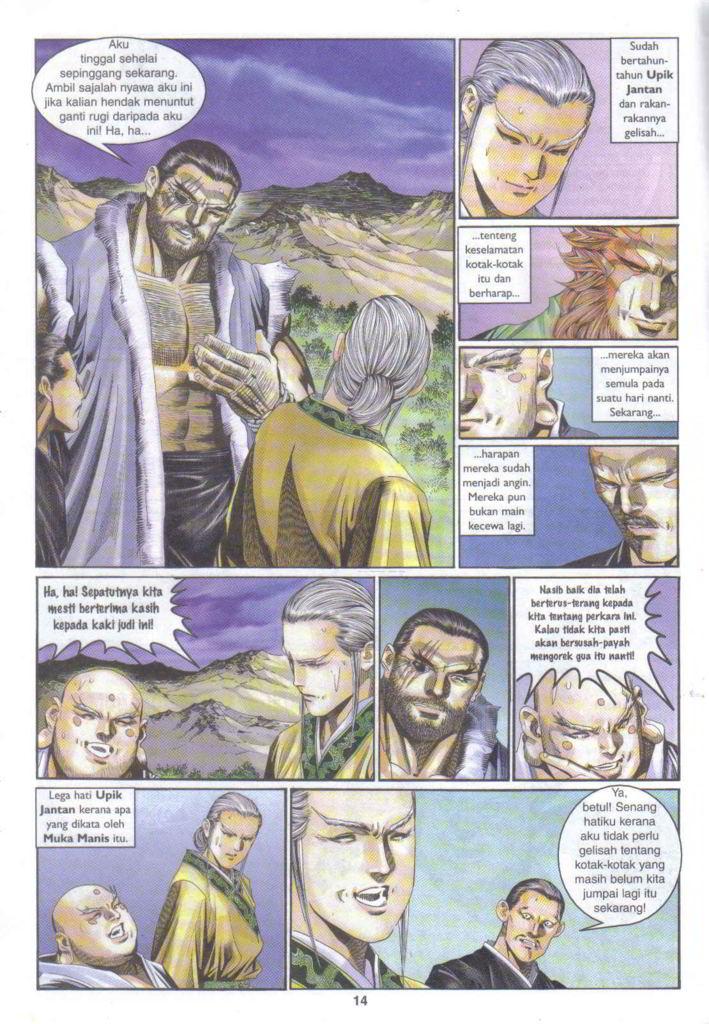 Aku
tinggal sehelai
sepinggang sekarang.
Ambil sajalah nyawa aku ini
jika kalian hendak menuntut
ganti rugi daripada aku
ini! Ha, ha...
Sudah
bertahun-
tahun Upik
Jantan
dan rakan-
rakannya
gelisah...
...tenteng
keselamatan
kotak-kotak
itu dan
berharap...
...mereka akan
menjumpai
semula pada
suatu hari nanti.
Sekarang...
...harapan
mereka sudah
menjadi angin.
Mereka pun
bukan main
kecewa lagi.
Ha, ha! Sepatutnya kita
mesti berterima kasih
kepada kaki judi ini!
Nasib baik dia telah
berterus-terang kepada
kita tentang perkara ini.
Kalau tidak kita pasti
akan bersusah-payah
mengorek gua itu nanti!
Lega hati Upik
Jantan kerana apa
yang dikata oleh
Muka Manis itu.
Ya,
betul! Senang
hatiku kerana
aku tidak perlu
gelisah tentang
kotak-kotak yang
masih belum kita
jumpai lagi itu
sekarang!
14